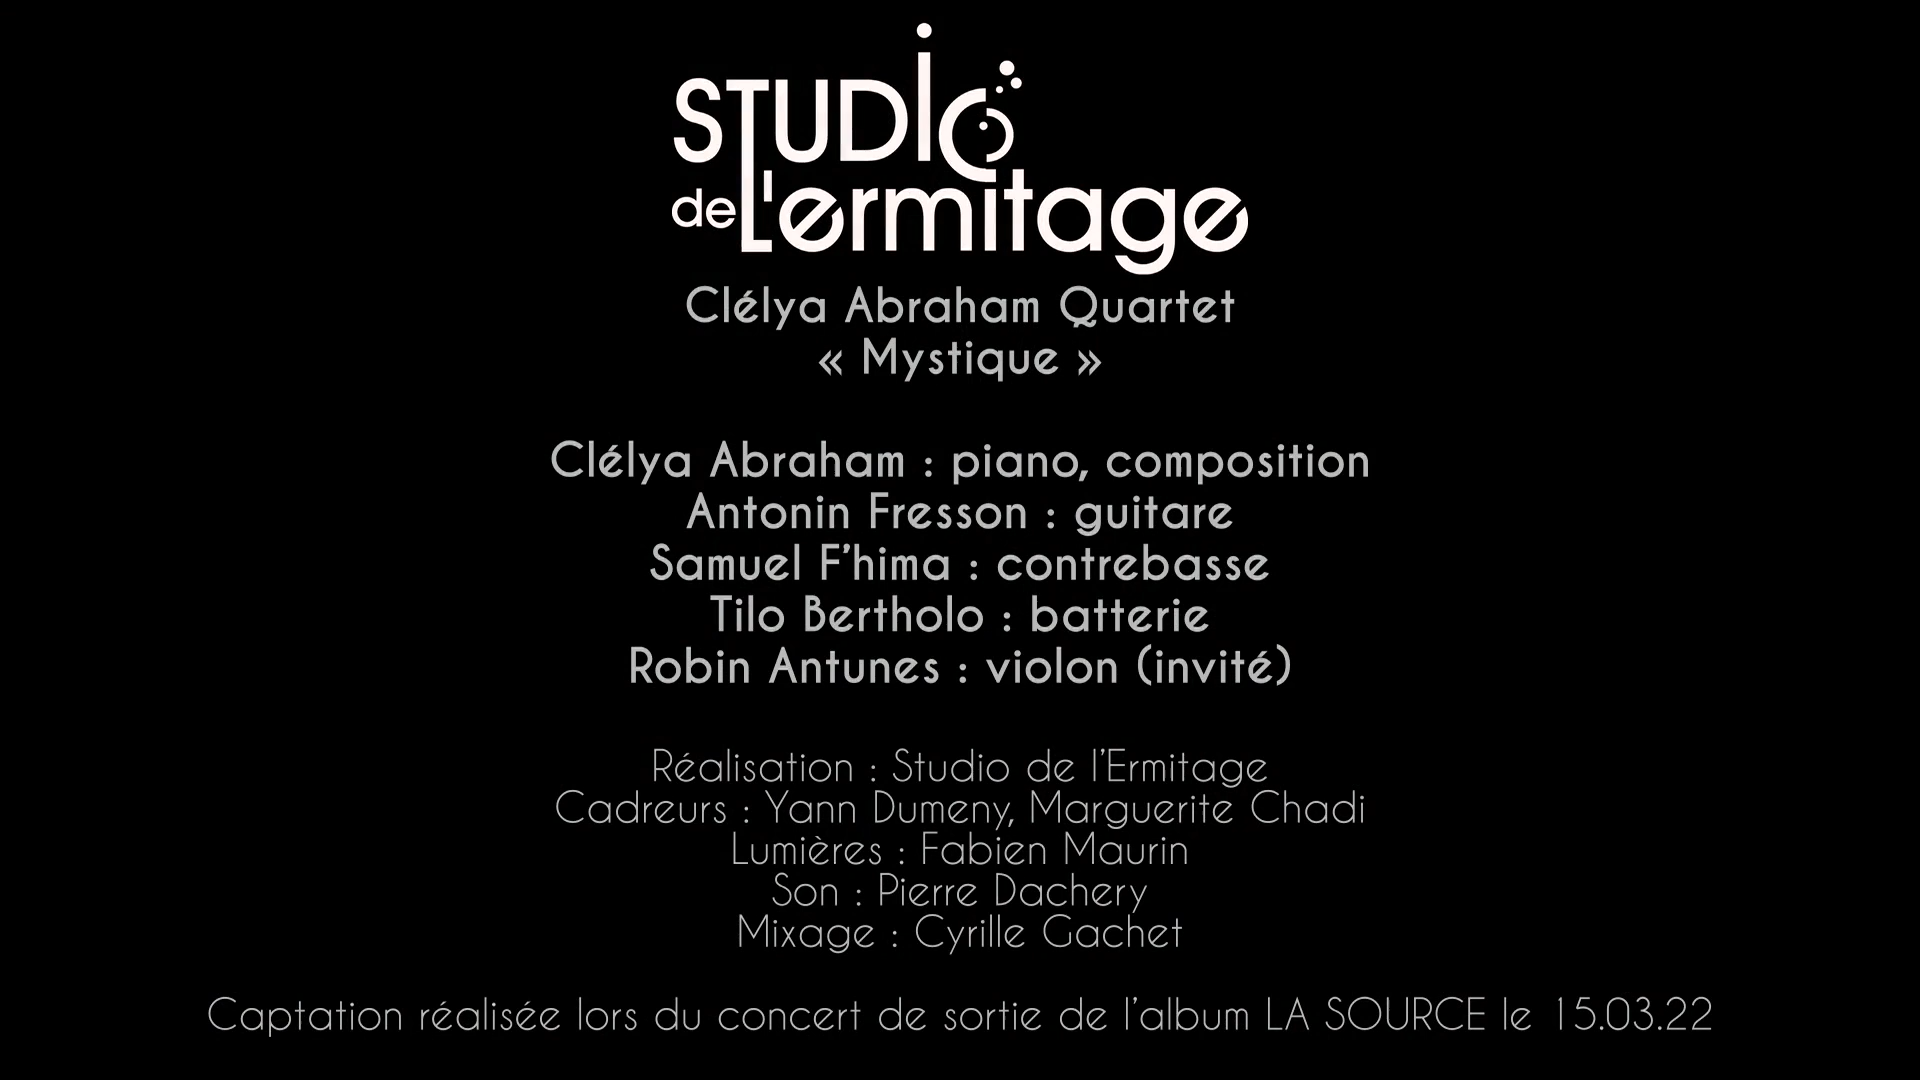 STUDIO
de L'ermitage
Clélya Abraham Quartet
« Mystique »
Clélya Abraham : piano, composition
Antonin Fresson : guitare
Samuel F’hima : contrebasse
Tilo Bertholo : batterie
Robin Antunes : violon (invité)
Réalisation : Studio de l’Ermitage
Cadreurs : Yann Dumeny, Marguerite Chadi
Lumières : Fabien Maurin
Son : Pierre Dachery
Mixage : Cyrille Gachet
Captation réalisée lors du concert de sortie de l’album LA SOURCE le 15.03.22